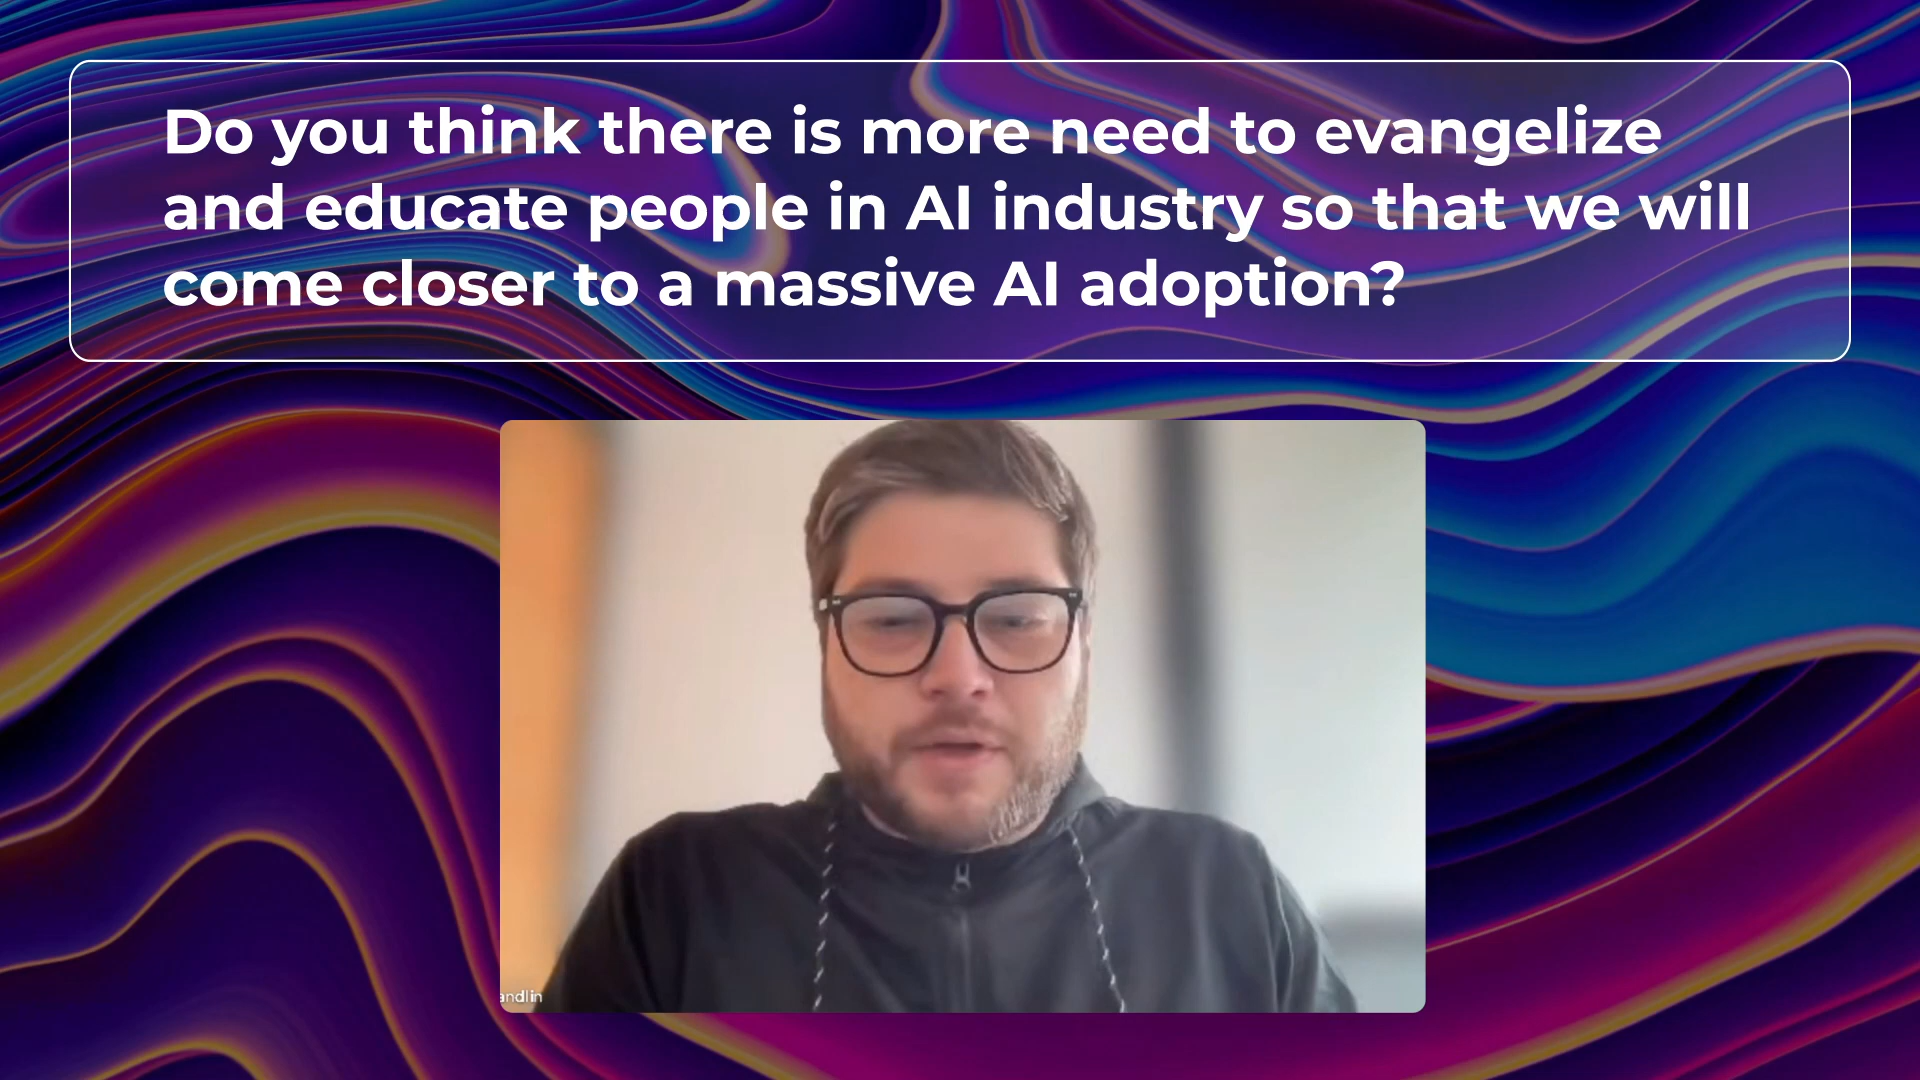 Do you think there is more need to evangelize
and educate people in AI industry so that we will
come closer to a massive AI adoption?
andlin